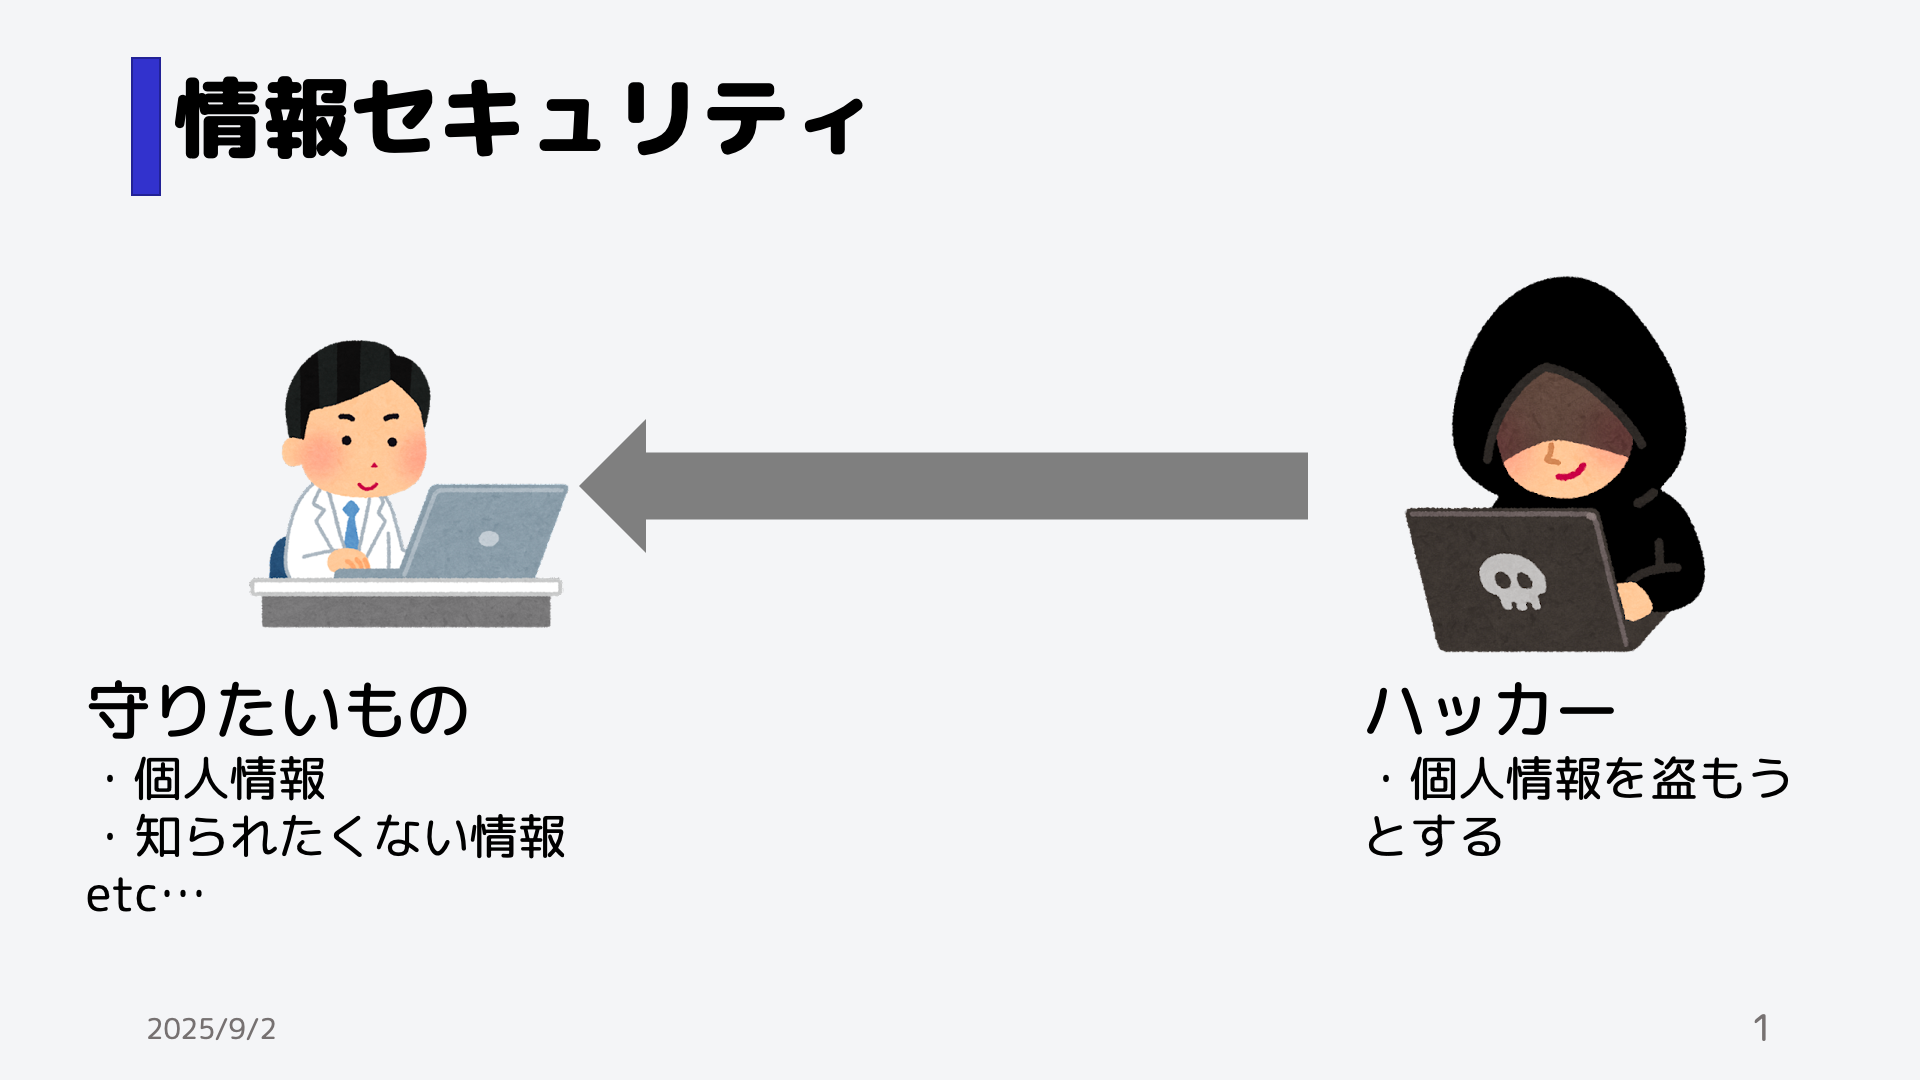 情報セキュリティ
守りたいもの
・個人情報
・知られたくない情報
etc…
ハッカー
・個人情報を盗もう
とする
2025/9/2
1